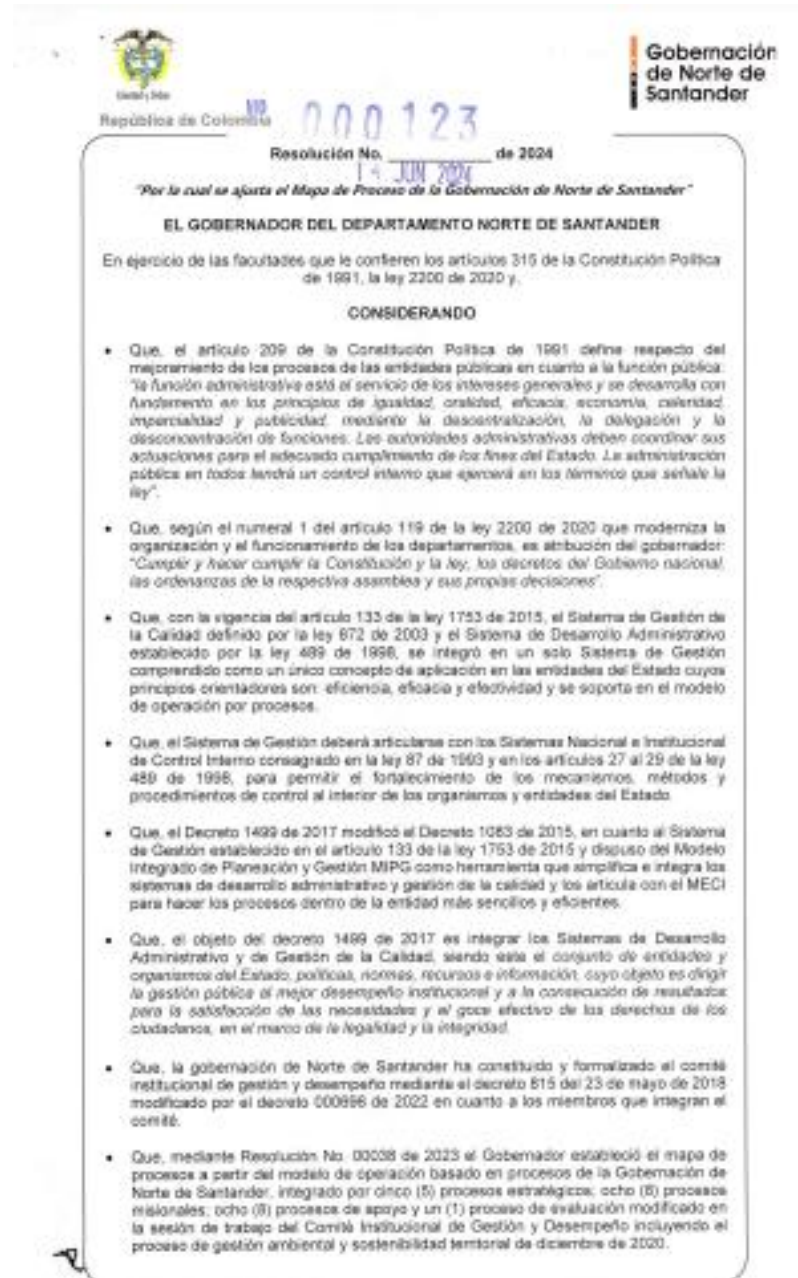 Libertad y Orden
República de Colombia
Gobernación
de Norte de
Santander
No 000123
Resolución No. __________ de 2024
14 JUN 2024
"Por la cual se ajusta el Mapa de Proceso de la Gobernación de Norte de Santander"
EL GOBERNADOR DEL DEPARTAMENTO NORTE DE SANTANDER
En ejercicio de las facultades que le confieren los artículos 315 de la Constitución Política
de 1991, la ley 2200 de 2020 y.
CONSIDERANDO
• Que, el artículo 209 de la Constitución Política de 1991 define respecto del
mejoramiento de los procesos de las entidades públicas en cuanto a la función pública:
"la función administrativa está al servicio de los intereses generales y se desarrolla con
fundamento en los principios de igualdad, oralidad, eficacia, economía, celeridad,
imparcialidad y publicidad, mediante la descentralización, la delegación y la
desconcentración de funciones. Las autoridades administrativas deben coordinar sus
actuaciones para el adecuado cumplimiento de los fines del Estado. La administración
pública en todos tendrá un control interno que ejercerá en los términos que señale la
ley".
• Que, según el numeral 1 del artículo 119 de la ley 2200 de 2020 que moderniza la
organización y el funcionamiento de los departamentos, es atribución del gobernador:
"Cumplir y hacer cumplir la Constitución y la ley, los decretos del Gobierno nacional,
las ordenanzas de la respectiva asamblea y sus propias decisiones".
• Que, con la vigencia del artículo 133 de la ley 1753 de 2015, el Sistema de Gestión de
la Calidad definido por la ley 872 de 2003 y el Sistema de Desarrollo Administrativo
establecido por la ley 489 de 1998, se integró en un solo Sistema de Gestión
comprendido como un único concepto de aplicación en las entidades del Estado cuyos
principios orientadores son: eficiencia, eficacia y efectividad y se soporta en el modelo
de operación por procesos.
• Que, el Sistema de Gestión deberá articularse con los Sistemas Nacional e Institucional
de Control Interno consagrado en la ley 87 de 1993 y en los artículos 27 al 29 de la ley
489 de 1998, para permitir el fortalecimiento de los mecanismos, métodos y
procedimientos de control al interior de los organismos y entidades del Estado.
• Que, el Decreto 1499 de 2017 modificó el Decreto 1083 de 2015, en cuanto al Sistema
de Gestión establecido en el artículo 133 de la ley 1753 de 2015 y dispuso del Modelo
Integrado de Planeación y Gestión MIPG como herramienta que simplifica e integra los
sistemas de desarrollo administrativo y gestión de la calidad y los articula con el MECI
para hacer los procesos dentro de la entidad más sencillos y eficientes.
• Que, el objeto del decreto 1499 de 2017 es integrar los Sistemas de Desarrollo
Administrativo y de Gestión de la Calidad, siendo este el conjunto de entidades y
organismos del Estado, políticas, normas, recursos e información, cuyo objeto es dirigir
la gestión pública al mejor desempeño institucional y a la consecución de resultados
para la satisfacción de las necesidades y el goce efectivo de los derechos de los
ciudadanos, en el marco de la legalidad y la integridad.
• Que, la gobernación de Norte de Santander ha constituido y formalizado el comité
institucional de gestión y desempeño mediante el decreto 815 del 23 de mayo de 2018
modificado por el decreto 000696 de 2022 en cuanto a los miembros que integran el
comité.
• Que, mediante Resolución No. 00038 de 2023 el Gobernador estableció el mapa de
procesos a partir del modelo de operación basado en procesos de la Gobernación de
Norte de Santander, integrado por cinco (5) procesos estratégicos; ocho (8) procesos
misionales; ocho (8) procesos de apoyo y un (1) proceso de evaluación modificado en
la sesión de trabajo del Comité Institucional de Gestión y Desempeño incluyendo el
proceso de gestión ambiental y sostenibilidad territorial de diciembre de 2020.